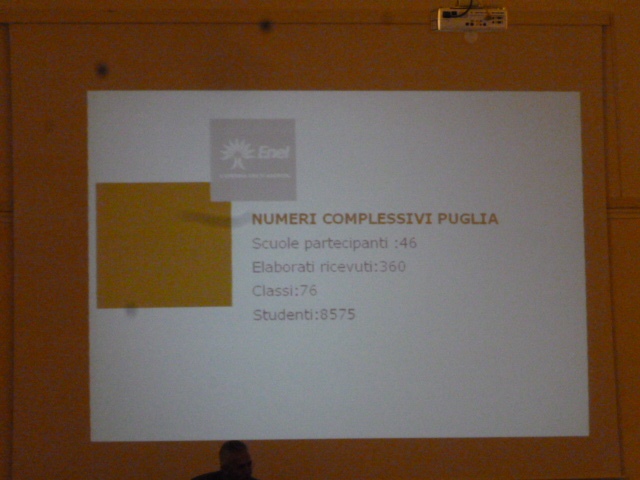 Enel
NUMERI COMPLESSIVI PUGLIA
Scuole partecipanti :46
Elaborati ricevuti:360
Classi:76
Studenti:8575